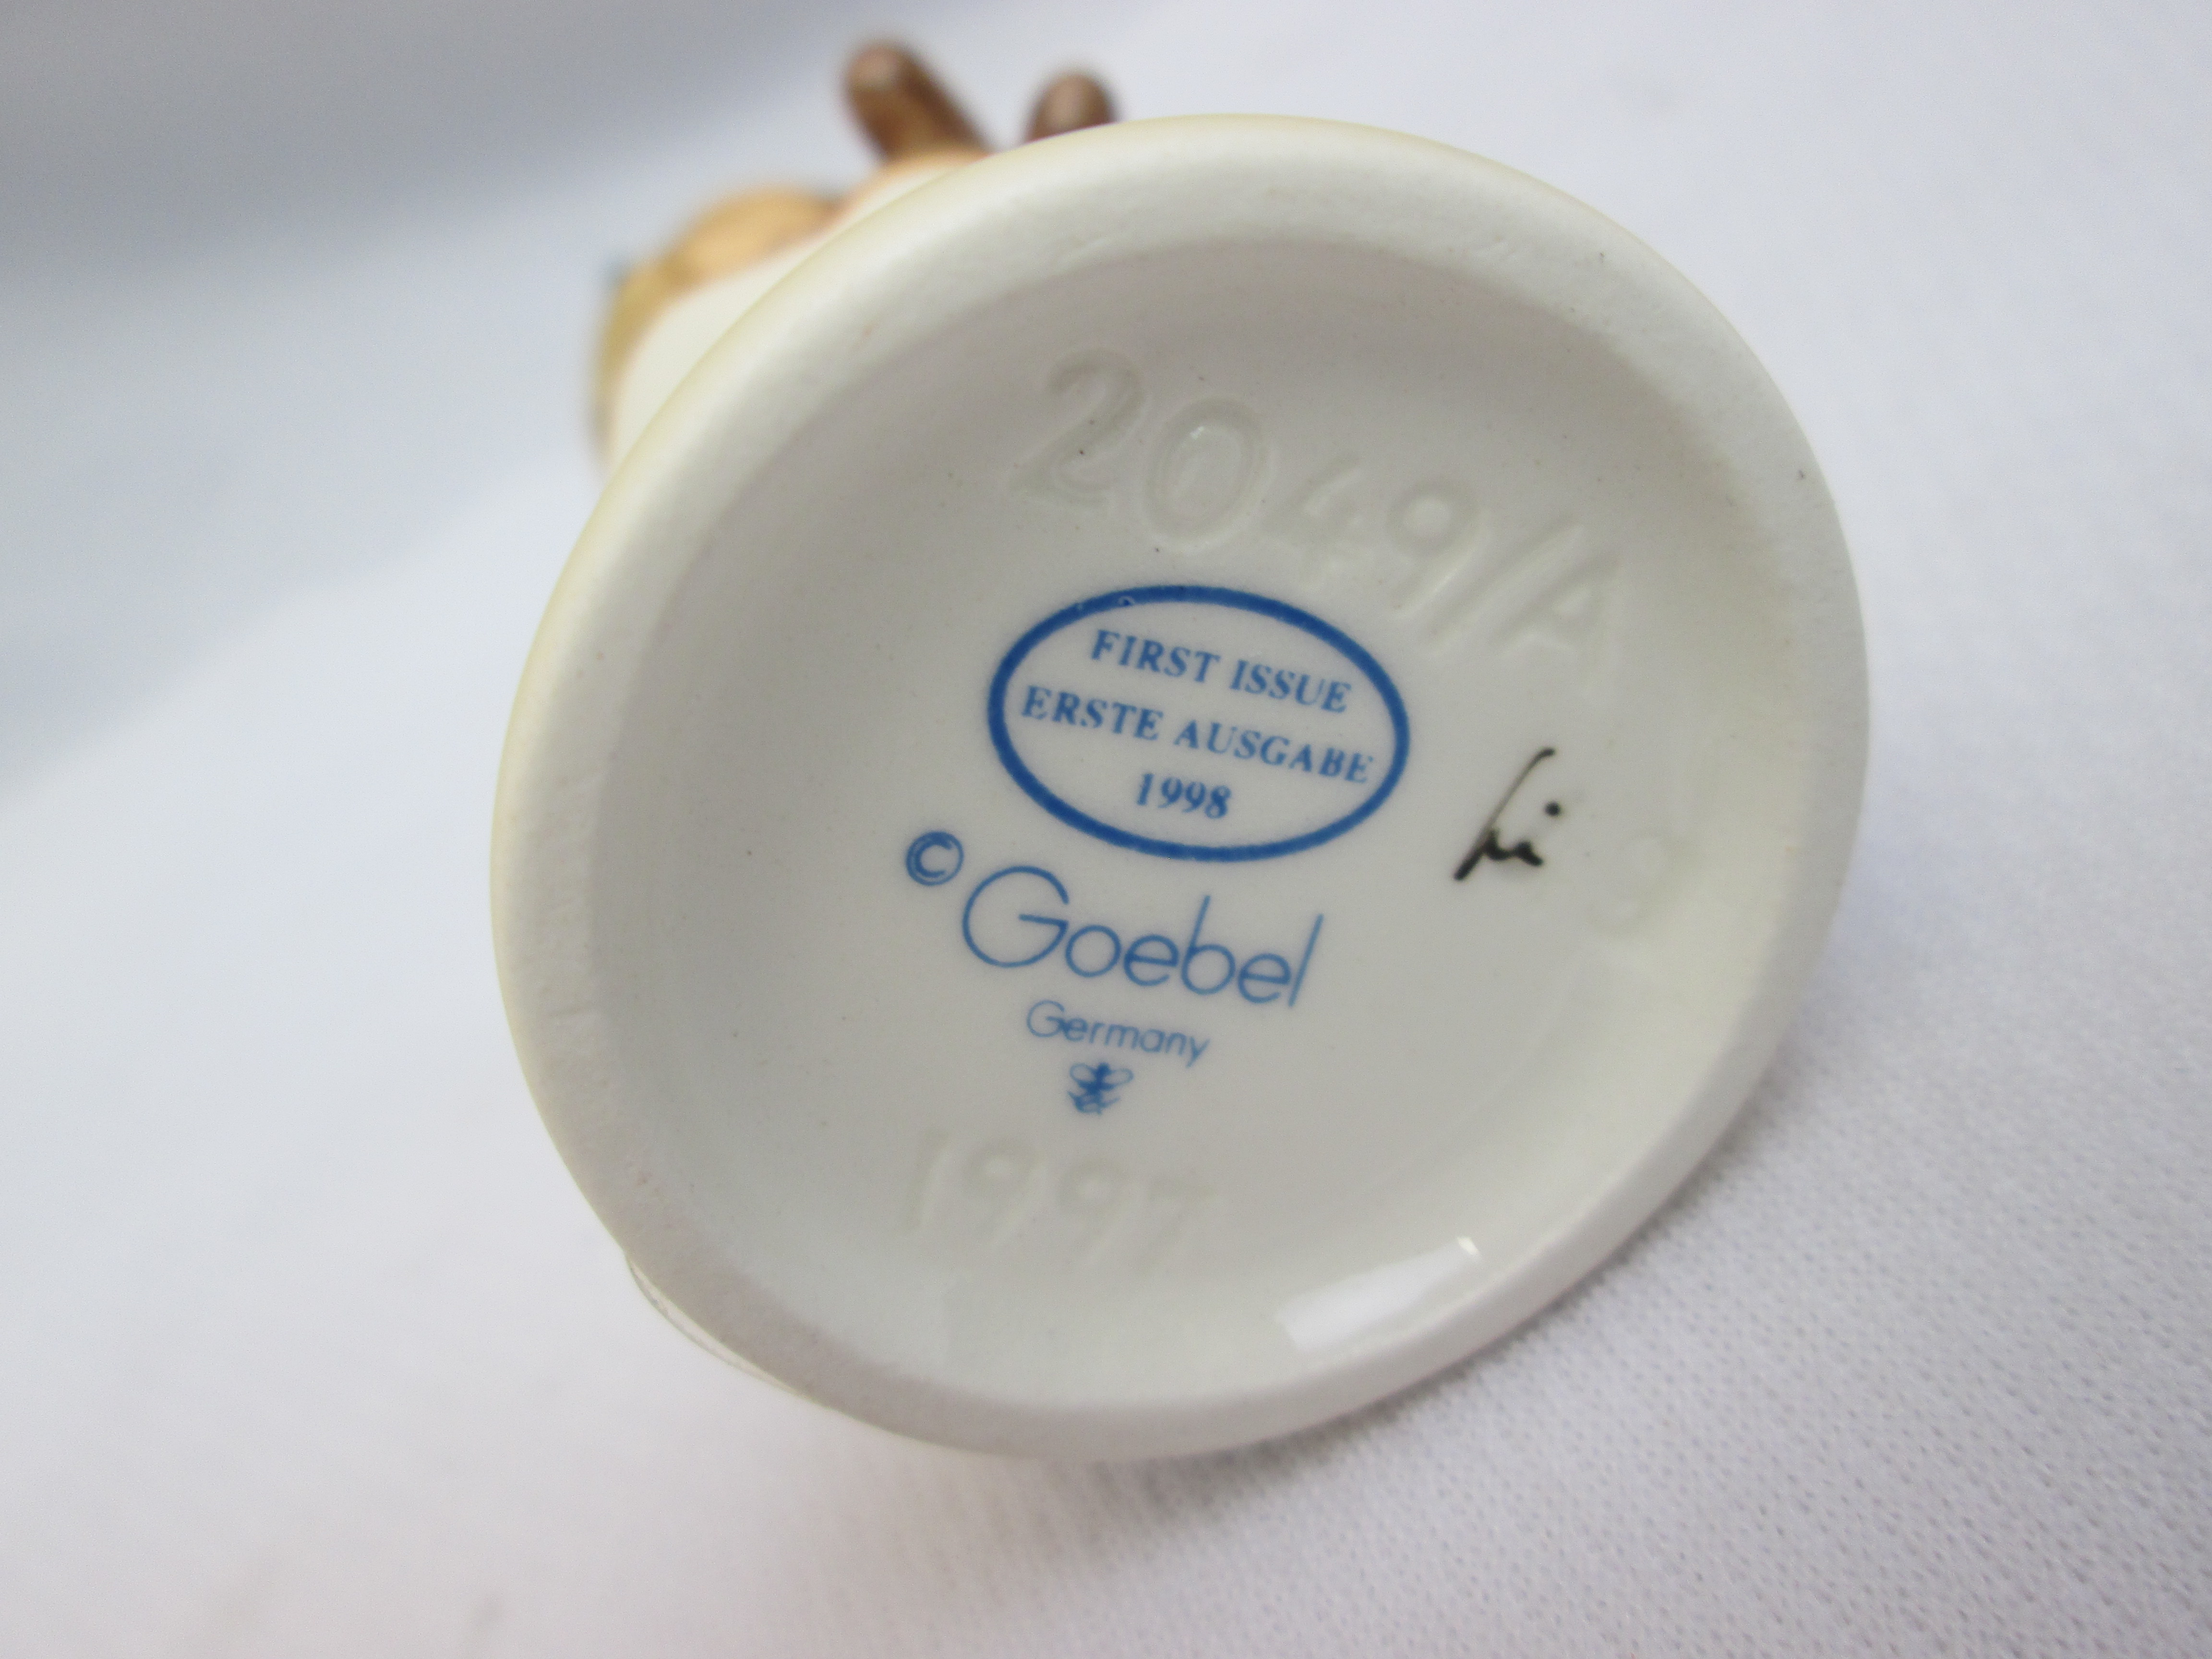 2049/A
FIRST ISSUE
ERSTE AUSGABE
1998
© Goebel
Germany
1997